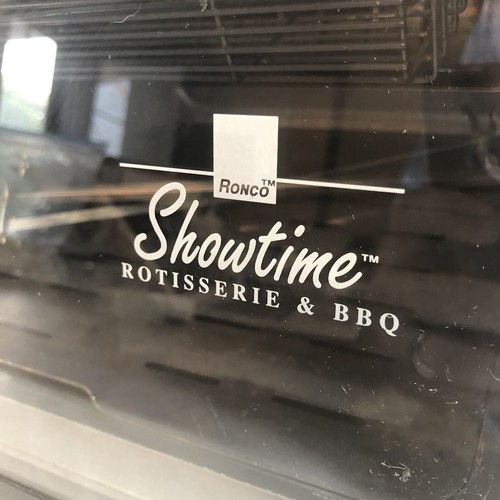 RONCO™
Showtime™
ROTISSERIE & BBQ